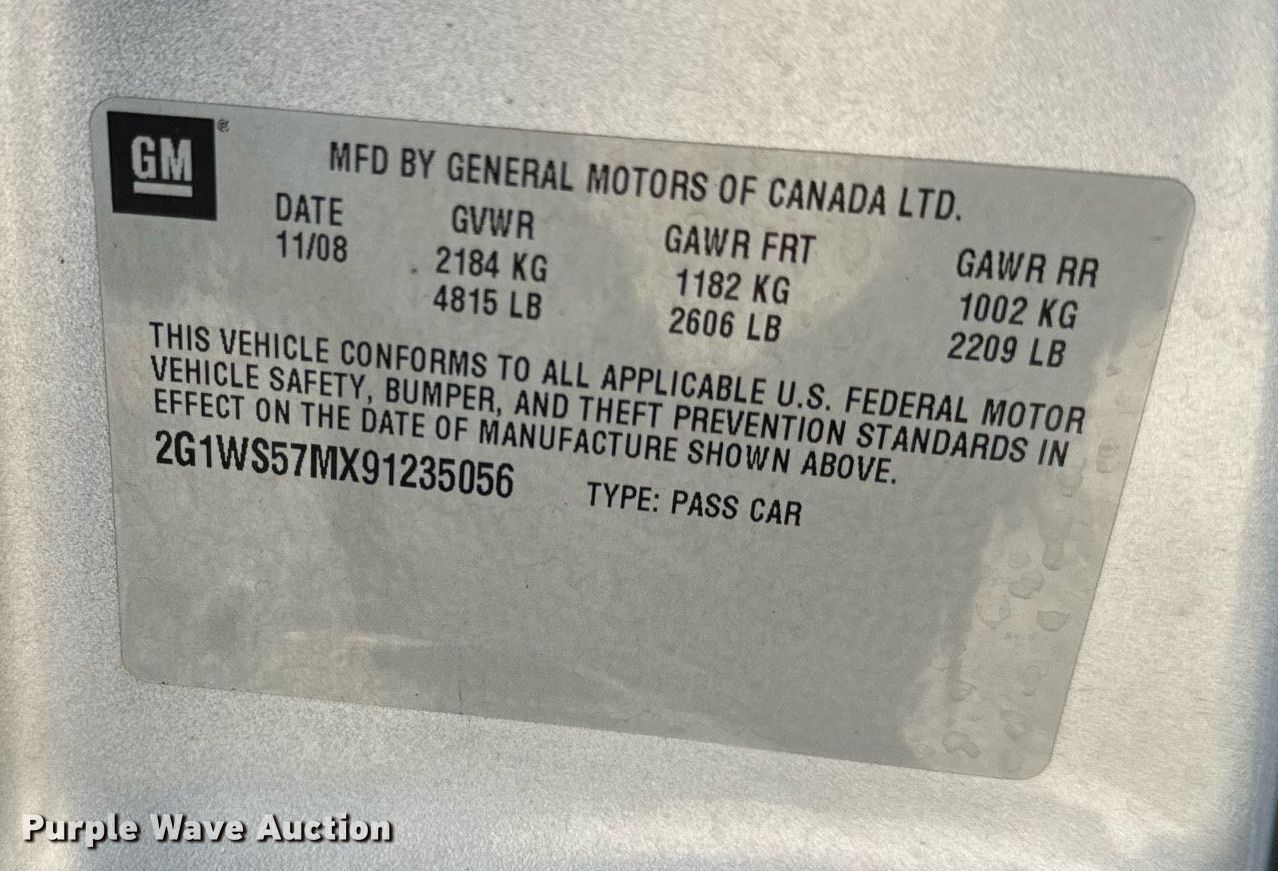 GM®
MFD BY GENERAL MOTORS OF CANADA LTD.
DATE GVWR GAWR FRT GAWR RR
11/08 2184 KG 1182 KG 1002 KG
4815 LB 2606 LB 2209 LB
THIS VEHICLE CONFORMS TO ALL APPLICABLE U.S. FEDERAL MOTOR
VEHICLE SAFETY, BUMPER, AND THEFT PREVENTION STANDARDS IN
EFFECT ON THE DATE OF MANUFACTURE SHOWN ABOVE.
2G1WS57MX91235056 TYPE: PASS CAR
Purple Wave Auction